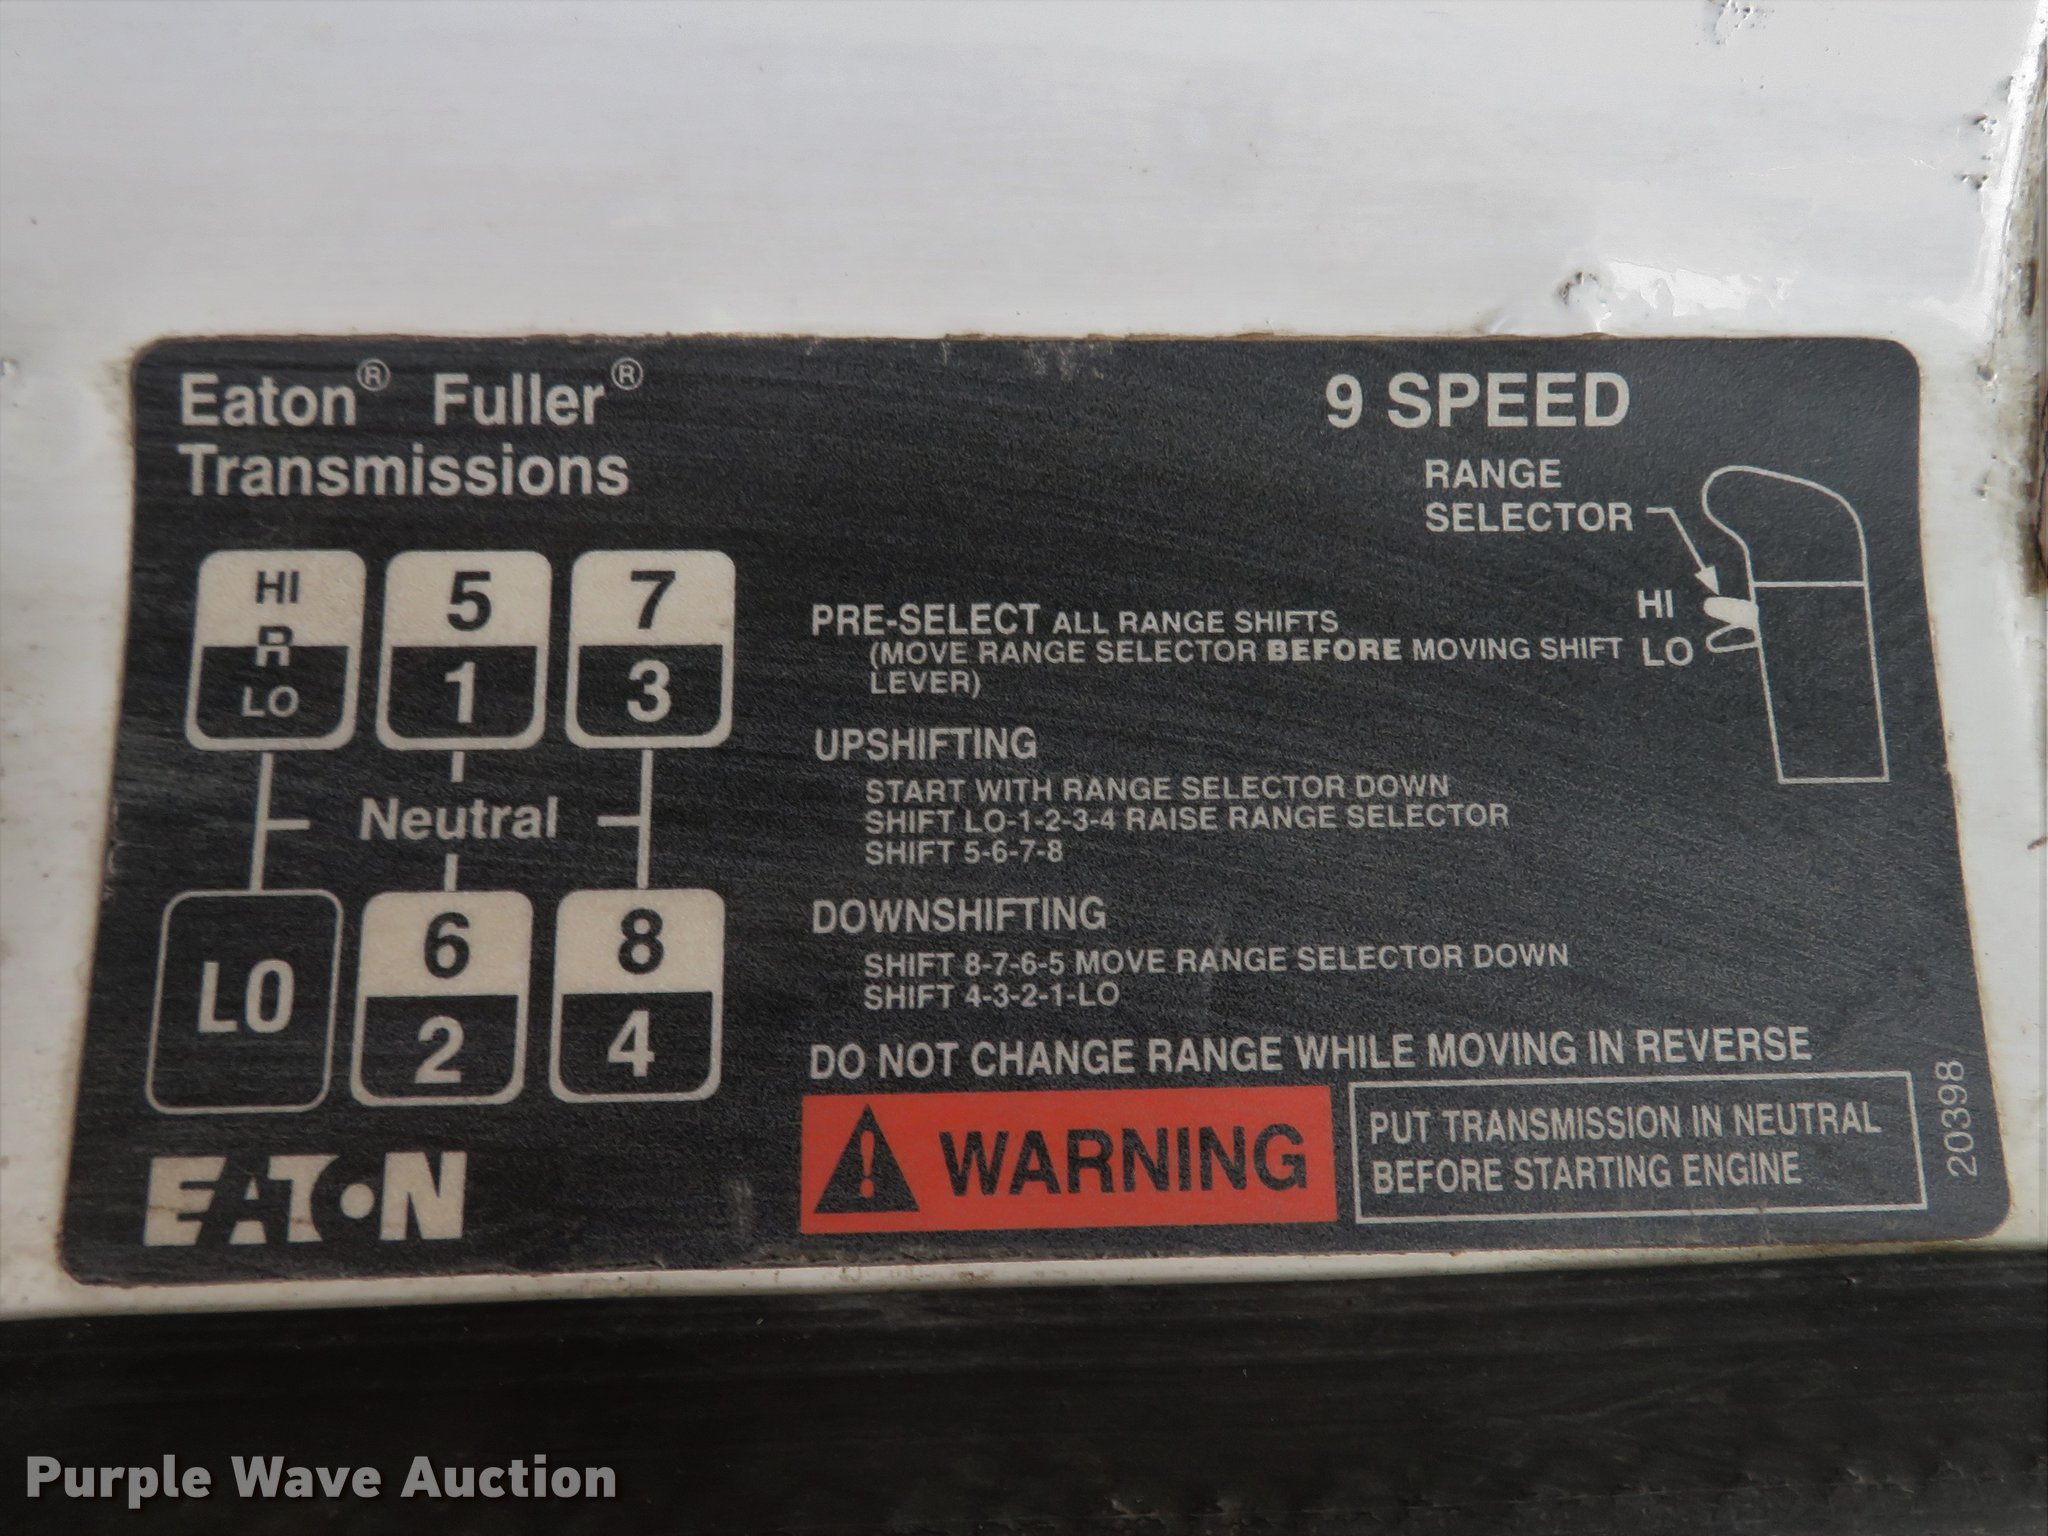 Eaton® Fuller®
Transmissions
9 SPEED
RANGE
SELECTOR
HI
LO
HI
R
LO
5
1
7
3
Neutral
LO
6
2
8
4
PRE-SELECT ALL RANGE SHIFTS
(MOVE RANGE SELECTOR BEFORE MOVING SHIFT
LEVER)
UPSHIFTING
START WITH RANGE SELECTOR DOWN
SHIFT LO-1-2-3-4 RAISE RANGE SELECTOR
SHIFT 5-6-7-8
DOWNSHIFTING
SHIFT 8-7-6-5 MOVE RANGE SELECTOR DOWN
SHIFT 4-3-2-1-LO
DO NOT CHANGE RANGE WHILE MOVING IN REVERSE
WARNING
PUT TRANSMISSION IN NEUTRAL
BEFORE STARTING ENGINE
20398
EATON
Purple Wave Auction